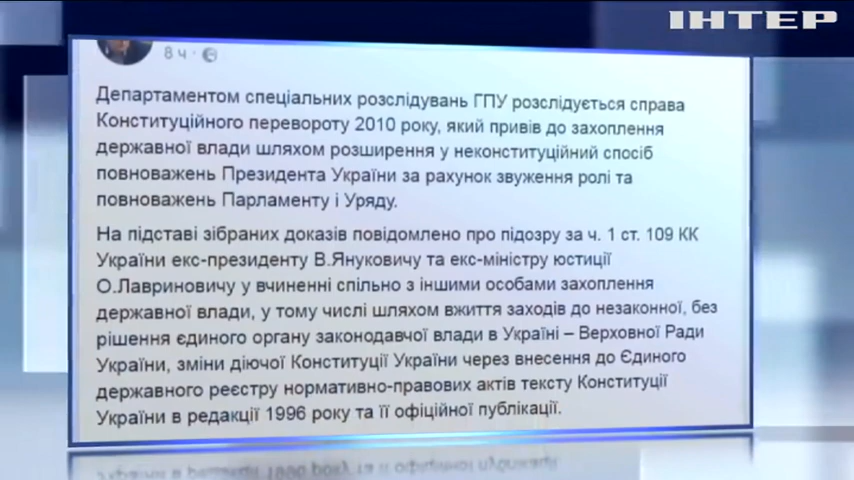 ІНТЕР
8 ч ·
Департаментом спеціальних розслідувань ГПУ розслідується справа
Конституційного перевороту 2010 року, який привів до захоплення
державної влади шляхом розширення у неконституційний спосіб
повноважень Президента України за рахунок звуження ролі та
повноважень Парламенту і Уряду.
На підставі зібраних доказів повідомлено про підозру за ч. 1 ст. 109 КК
України екс-президенту В.Януковичу та екс-міністру юстиції
О.Лавриновичу у вчиненні спільно з іншими особами захоплення
державної влади, у тому числі шляхом вжиття заходів до незаконної, без
рішення єдиного органу законодавчої влади в Україні – Верховної Ради
України, зміни діючої Конституції України через внесення до Єдиного
державного реєстру нормативно-правових актів тексту Конституції
України в редакції 1996 року та її офіційної публікації.